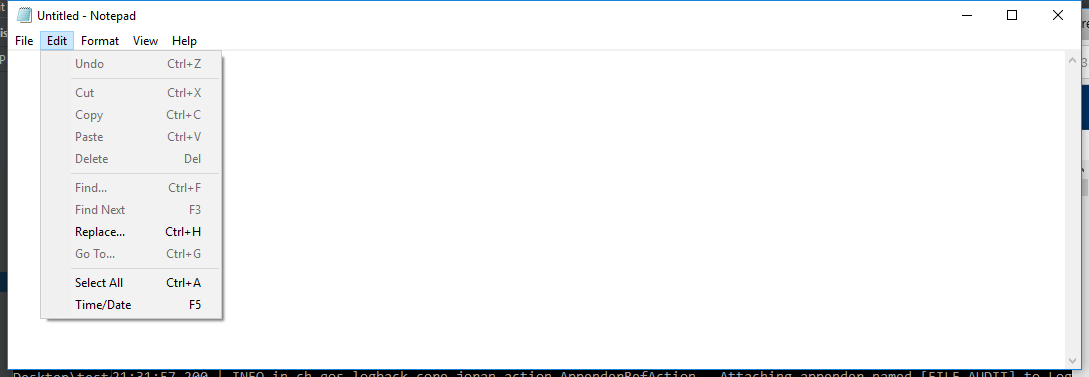 Untitled - Notepad
File Edit Format View Help
Undo Ctrl+Z
Cut Ctrl+X
Copy Ctrl+C
Paste Ctrl+V
Delete Del
Find... Ctrl+F
Find Next F3
Replace... Ctrl+H
Go To... Ctrl+G
Select All Ctrl+A
Time/Date F5
Desktop\test 21:31:57,200 | INFO in ch.qos.logback.core.joran.action.AppenderRefAction - Attaching appender named [FILE_AUDIT] to Log